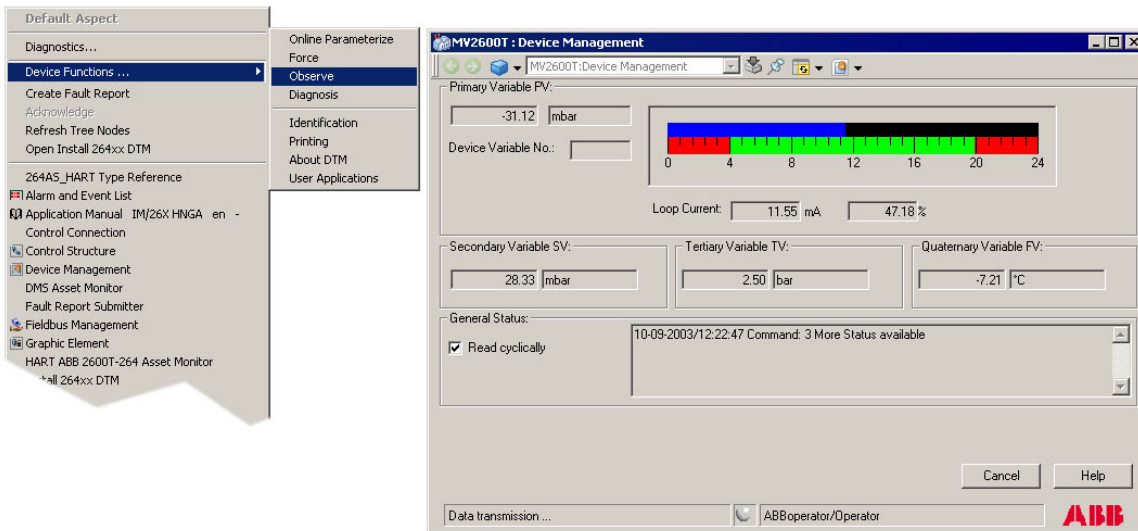 Default Aspect
Diagnostics...
Device Functions ...
Create Fault Report
Acknowledge
Refresh Tree Nodes
Open Install 264xx DTM
264AS_HART Type Reference
Alarm and Event List
Application Manual IM/26X HNGA en -
Control Connection
Control Structure
Device Management
DMS Asset Monitor
Fault Report Submitter
Fieldbus Management
Graphic Element
HART ABB 2600T-264 Asset Monitor
264xx DTM
Online Parameterize
Force
Observe
Diagnosis
Identification
Printing
About DTM
User Applications
MV2600T : Device Management
MV2600T:Device Management
Primary Variable PV:
-31.12 mbar
Device Variable No.:
0 4 8 12 16 20 24
Loop Current: 11.55 mA 47.18 %
Secondary Variable SV:
28.33 mbar
Tertiary Variable TV:
2.50 bar
Quaternary Variable FV:
-7.21 °C
General Status:
Read cyclically
10-09-2003/12:22:47 Command: 3 More Status available
Cancel Help
Data transmission ... ABBoperator/Operator
ABB